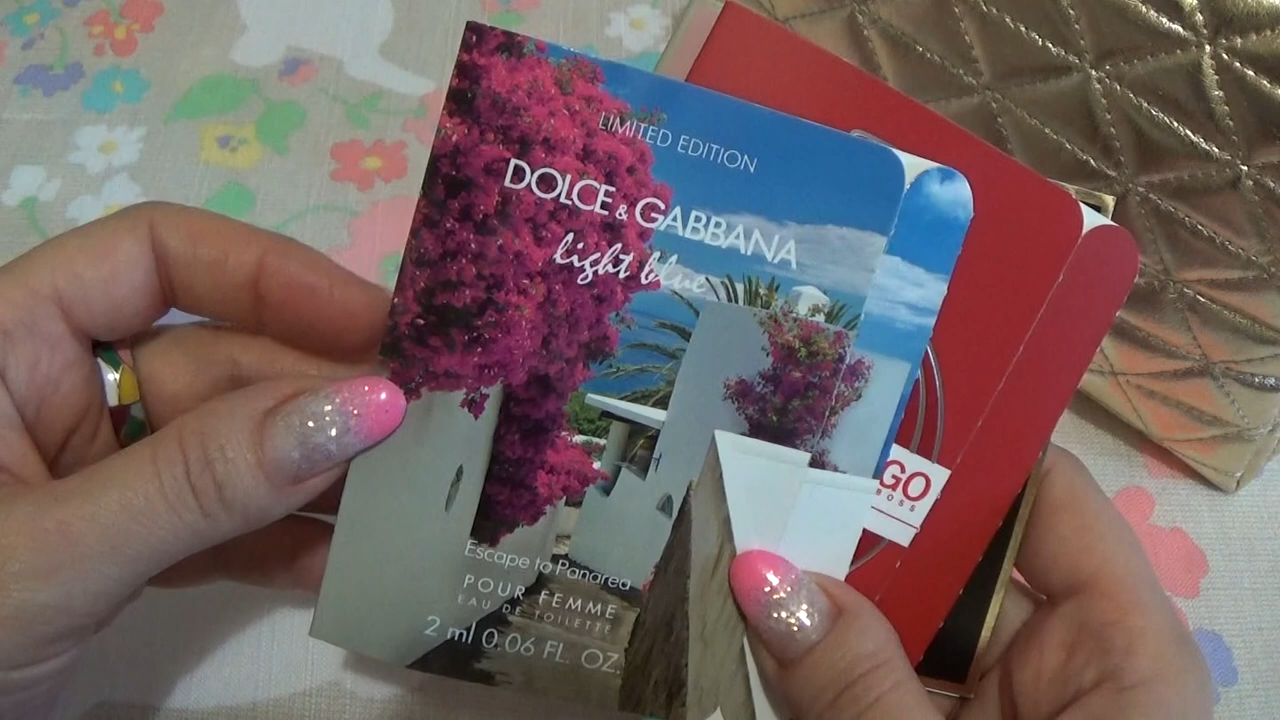 LIMITED EDITION
DOLCE & GABBANA
light blue
Escape to Panarea
POUR FEMME
EAU DE TOILETTE
2 ml 0.06 FL. OZ.
GO
BOSS